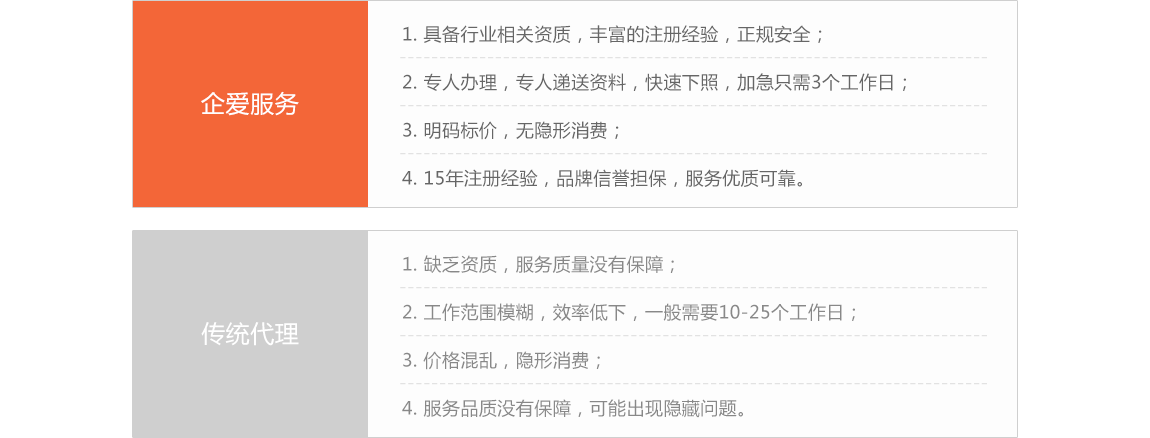 企爱服务
1. 具备行业相关资质，丰富的注册经验，正规安全；
2. 专人办理，专人递送资料，快速下照，加急只需3个工作日；
3. 明码标价，无隐形消费；
4. 15年注册经验，品牌信誉担保，服务优质可靠。
传统代理
1. 缺乏资质，服务质量没有保障；
2. 工作范围模糊，效率低下，一般需要10-25个工作日；
3. 价格混乱，隐形消费；
4. 服务品质没有保障，可能出现隐藏问题。